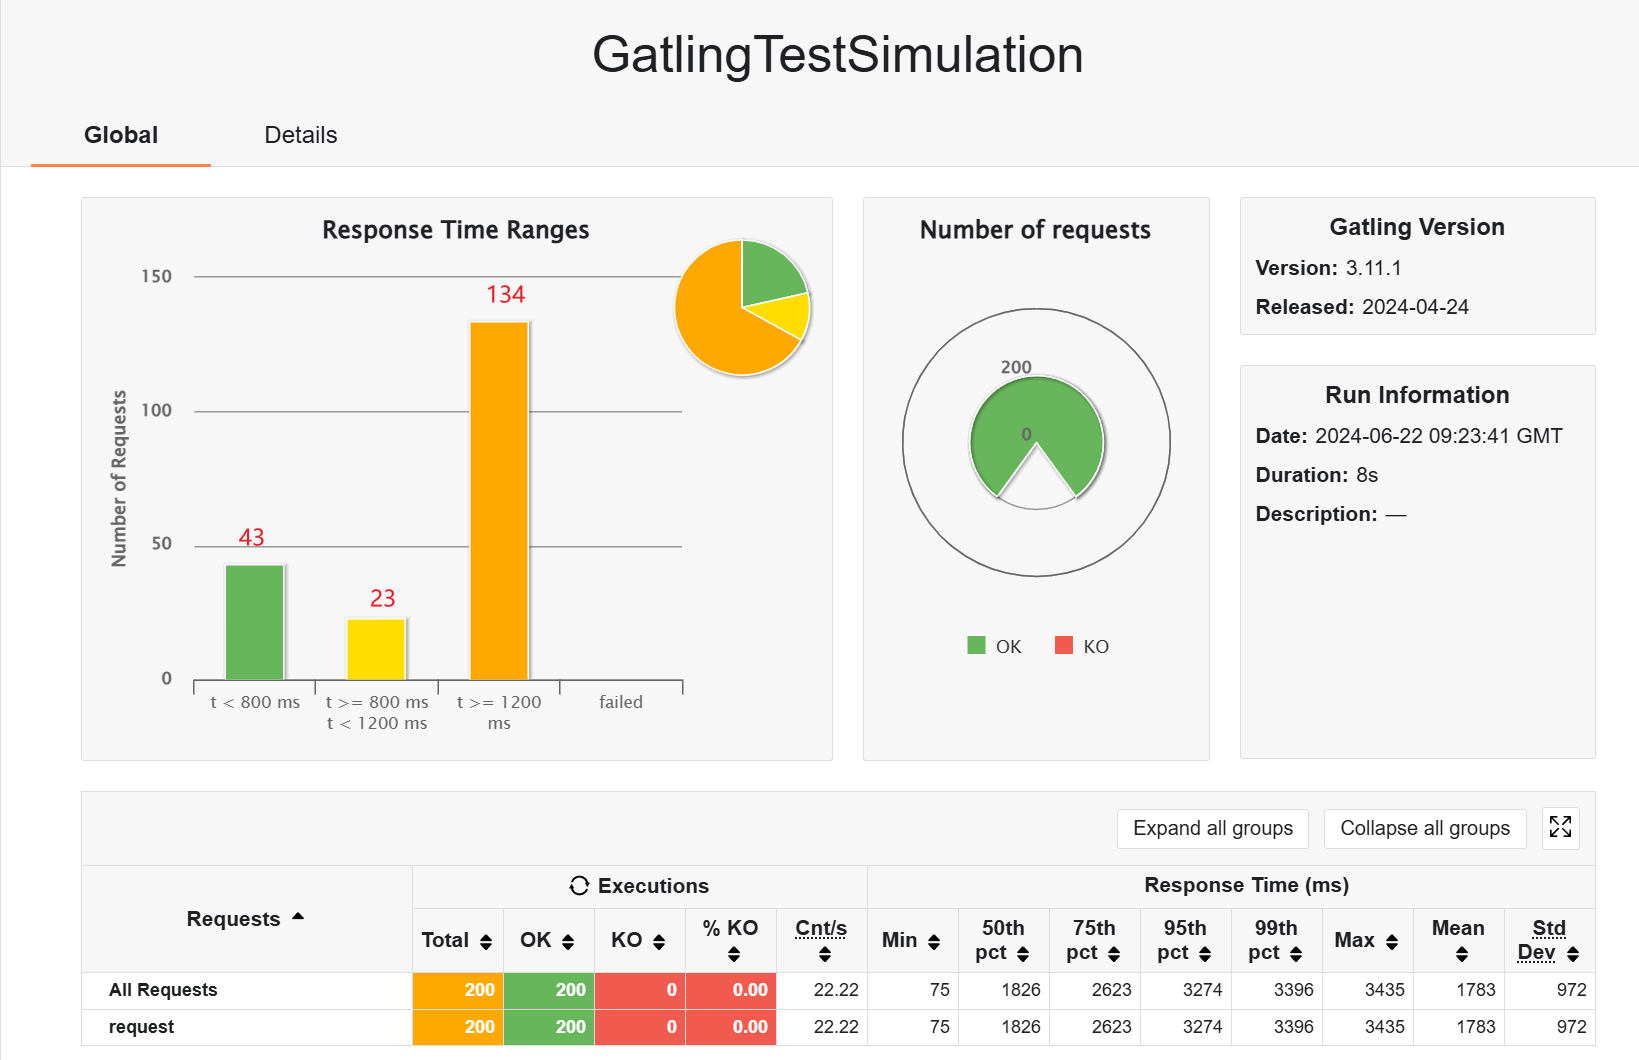 GatlingTestSimulation
Global Details
Response Time Ranges
150
100
50
0
Number of Requests
43
23
134
t < 800 ms
t >= 800 ms
t < 1200 ms
t >= 1200
ms
failed
Number of requests
200
0
OK KO
Gatling Version
Version: 3.11.1
Released: 2024-04-24
Run Information
Date: 2024-06-22 09:23:41 GMT
Duration: 8s
Description: —
Expand all groups Collapse all groups
Requests Executions Response Time (ms)
Total OK KO % KO Cnt/s Min 50th pct 75th pct 95th pct 99th pct Max Mean Std Dev
All Requests 200 200 0 0.00 22.22 75 1826 2623 3274 3396 3435 1783 972
request 200 200 0 0.00 22.22 75 1826 2623 3274 3396 3435 1783 972